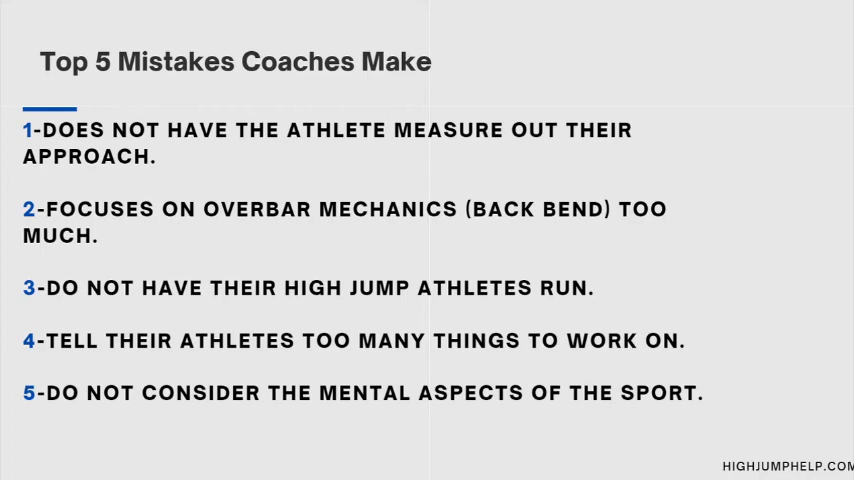 Top 5 Mistakes Coaches Make
1-DOES NOT HAVE THE ATHLETE MEASURE OUT THEIR
APPROACH.
2-FOCUSES ON OVERBAR MECHANICS (BACK BEND) TOO
MUCH.
3-DO NOT HAVE THEIR HIGH JUMP ATHLETES RUN.
4-TELL THEIR ATHLETES TOO MANY THINGS TO WORK ON.
5-DO NOT CONSIDER THE MENTAL ASPECTS OF THE SPORT.
HIGHJUMPHELP.COM